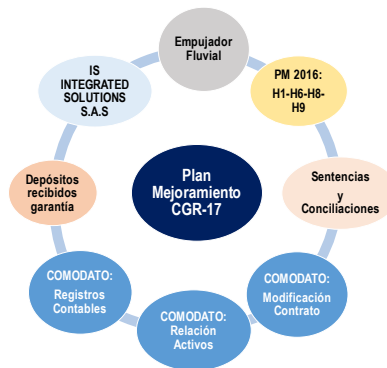 Empujador
Fluvial
PM 2016:
H1-H6-H8-
H9
Sentencias
y
Conciliaciones
COMODATO:
Modificación
Contrato
COMODATO:
Relación
Activos
COMODATO:
Registros
Contables
Depósitos
recibidos
garantía
IS
INTEGRATED
SOLUTIONS
S.A.S
Plan
Mejoramiento
CGR-17